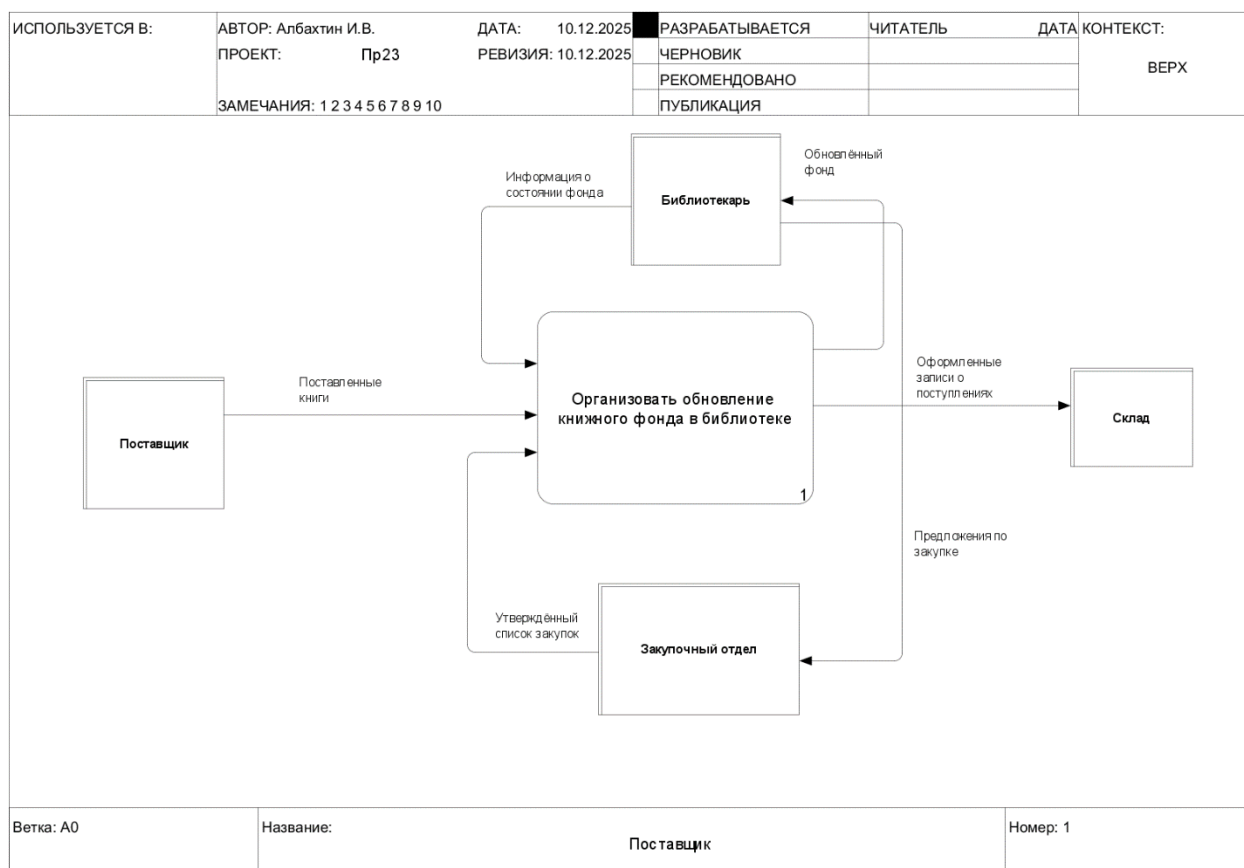 ИСПОЛЬЗУЕТСЯ В:
АВТОР: Албахтин И.В.
ДАТА: 10.12.2025
РАЗРАБАТЫВАЕТСЯ
ЧИТАТЕЛЬ
ДАТА
КОНТЕКСТ:
ПРОЕКТ: Пр23
РЕВИЗИЯ: 10.12.2025
ЧЕРНОВИК
ВЕРХ
РЕКОМЕНДОВАНО
ЗАМЕЧАНИЯ: 1 2 3 4 5 6 7 8 9 10
ПУБЛИКАЦИЯ
Обновлённый
фонд
Информация о
состоянии фонда
Библиотекарь
Поставленные
книги
Оформленные
записи о
поступлениях
Организовать обновление
книжного фонда в библиотеке
1
Поставщик
Склад
Предложения по
закупке
Утверждённый
список закупок
Закупочный отдел
Ветка: A0
Название:
Поставщик
Номер: 1